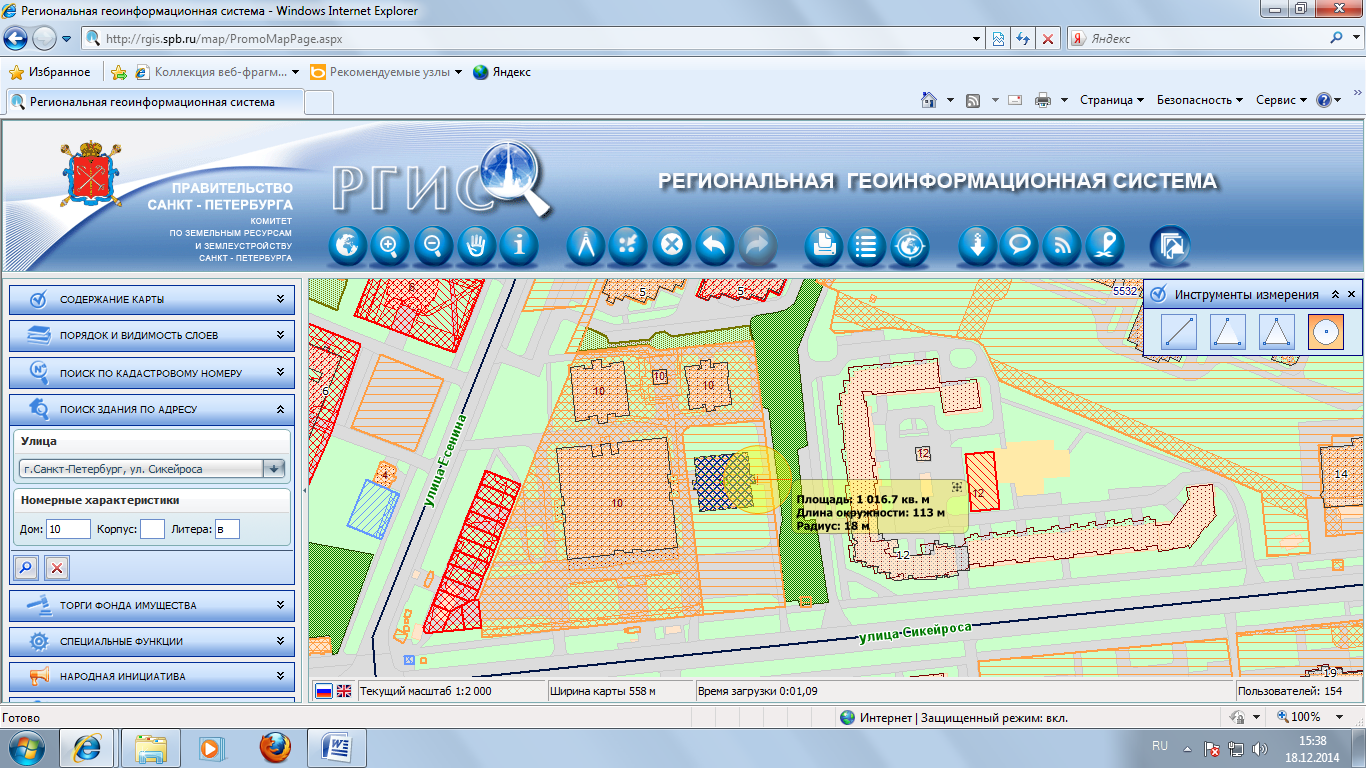 Региональная геоинформационная система - Windows Internet Explorer
http://rgis.spb.ru/map/PromoMapPage.aspx
Яндекс
Избранное
Коллекция веб-фрагм...
Рекомендуемые узлы
Яндекс
Региональная геоинформационная система
Страница
Безопасность
Сервис
ПРАВИТЕЛЬСТВО
САНКТ - ПЕТЕРБУРГА
КОМИТЕТ
ПО ЗЕМЕЛЬНЫМ РЕСУРСАМ
И ЗЕМЛЕУСТРОЙСТВУ
САНКТ - ПЕТЕРБУРГА
РГИС
РЕГИОНАЛЬНАЯ ГЕОИНФОРМАЦИОННАЯ СИСТЕМА
СОДЕРЖАНИЕ КАРТЫ
ПОРЯДОК И ВИДИМОСТЬ СЛОЕВ
ПОИСК ПО КАДАСТРОВОМУ НОМЕРУ
ПОИСК ЗДАНИЯ ПО АДРЕСУ
Улица
г.Санкт-Петербург, ул. Сикейроса
Номерные характеристики
Дом: 10 Корпус: Литера: в
ТОРГИ ФОНДА ИМУЩЕСТВА
СПЕЦИАЛЬНЫЕ ФУНКЦИИ
НАРОДНАЯ ИНИЦИАТИВА
5532
Инструменты измерения
5
5
6
6
10
10
10
10
4
12
12
12
14
19
улица Есенина
улица Сикейроса
Площадь: 1 016.7 кв. м
Длина окружности: 113 м
Радиус: 18 м
Текущий масштаб 1:2 000
Ширина карты 558 м
Время загрузки 0:01,09
Пользователей: 154
Готово
Интернет | Защищенный режим: вкл.
100%
RU
15:38
18.12.2014